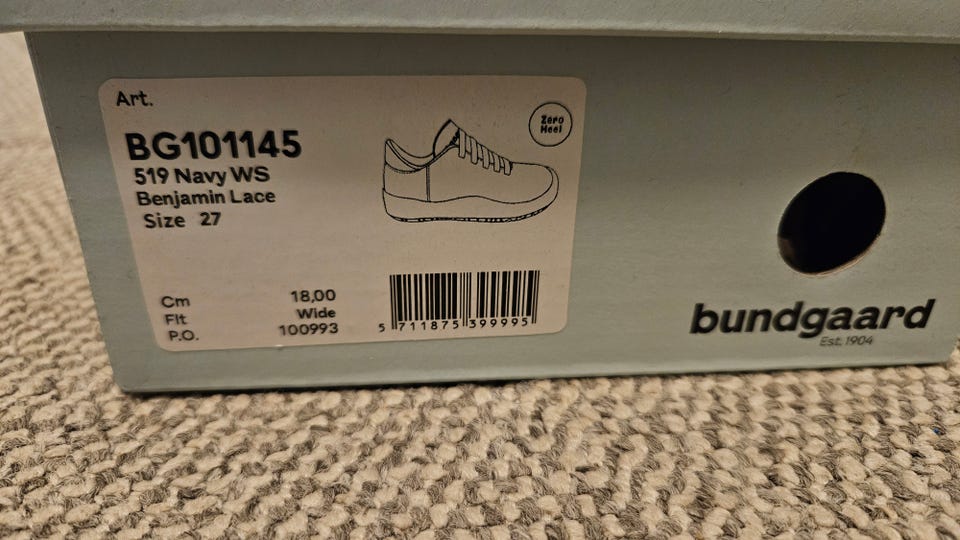 Art.
BG101145
519 Navy WS
Benjamin Lace
Size 27
Zero
Heel
Cm 18,00
Fit Wide
P.O. 100993
5 711875 399995
bundgaard
Est. 1904